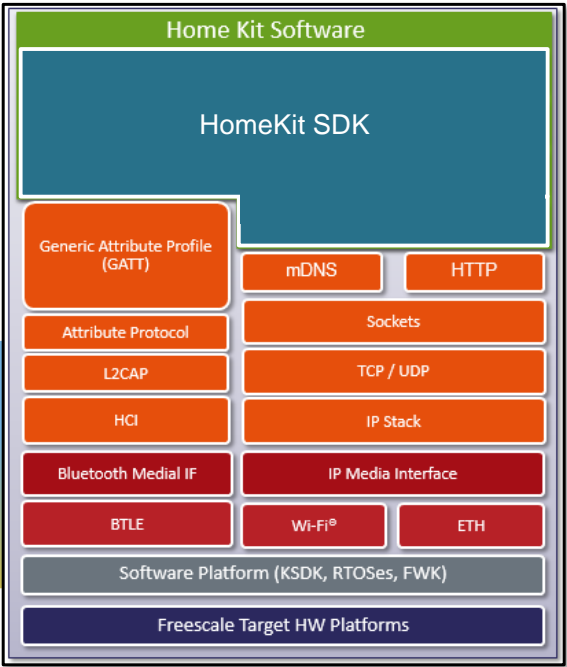 Home Kit Software
HomeKit SDK
Generic Attribute Profile
(GATT)
mDNS
HTTP
Attribute Protocol
Sockets
L2CAP
TCP / UDP
HCI
IP Stack
Bluetooth Medial IF
IP Media Interface
BTLE
Wi-Fi®
ETH
Software Platform (KSDK, RTOSes, FWK)
Freescale Target HW Platforms